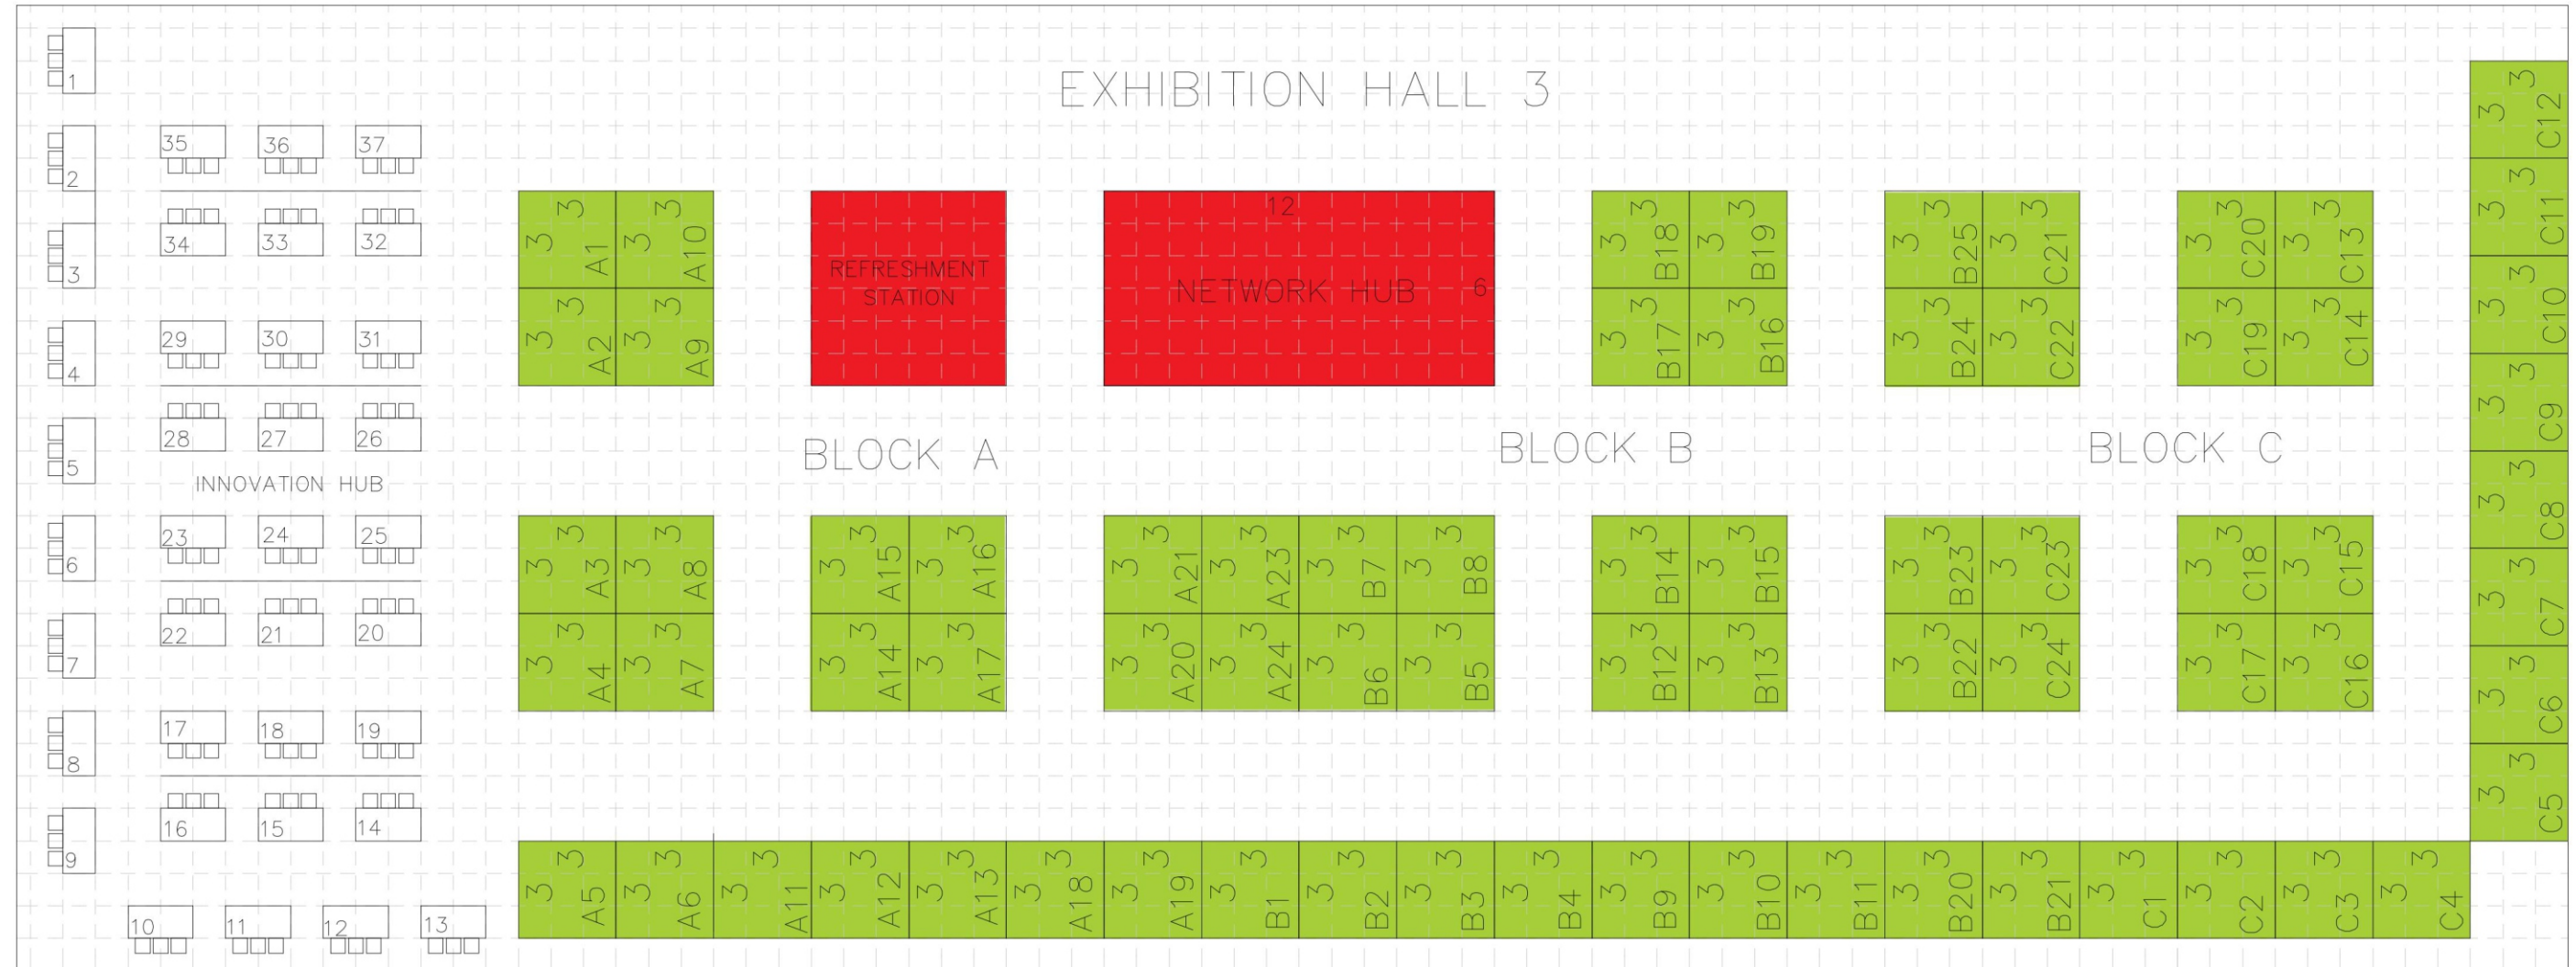 EXHIBITION HALL 3
1
2
3
4
5
6
7
8
9
10
11
12
13
35
36
37
34
33
32
29
30
31
28
27
26
INNOVATION HUB
23
24
25
22
21
20
17
18
19
16
15
14
3 3 A1
3 3 A10
3 3 A2
3 3 A9
REFRESHMENT
STATION
12
NETWORK HUB 6
3 3 B18
3 3 B19
3 3 B17
3 3 B16
3 3 B25
3 3 C21
3 3 B24
3 3 C22
3 3 C20
3 3 C13
3 3 C19
3 3 C14
BLOCK A
BLOCK B
BLOCK C
3 3 A3
3 3 A8
3 3 A4
3 3 A7
3 3 A15
3 3 A16
3 3 A14
3 3 A17
3 3 A21
3 3 A23
3 3 B7
3 3 B8
3 3 A20
3 3 A24
3 3 B6
3 3 B5
3 3 B14
3 3 B15
3 3 B12
3 3 B13
3 3 B23
3 3 C23
3 3 B22
3 3 C24
3 3 C18
3 3 C15
3 3 C17
3 3 C16
3 3 C12
3 3 C11
3 3 C10
3 3 C9
3 3 C8
3 3 C7
3 3 C6
3 3 C5
3 3 A5
3 3 A6
3 3 A11
3 3 A12
3 3 A13
3 3 A18
3 3 A19
3 3 B1
3 3 B2
3 3 B3
3 3 B4
3 3 B9
3 3 B10
3 3 B11
3 3 B20
3 3 B21
3 3 C1
3 3 C2
3 3 C3
3 3 C4